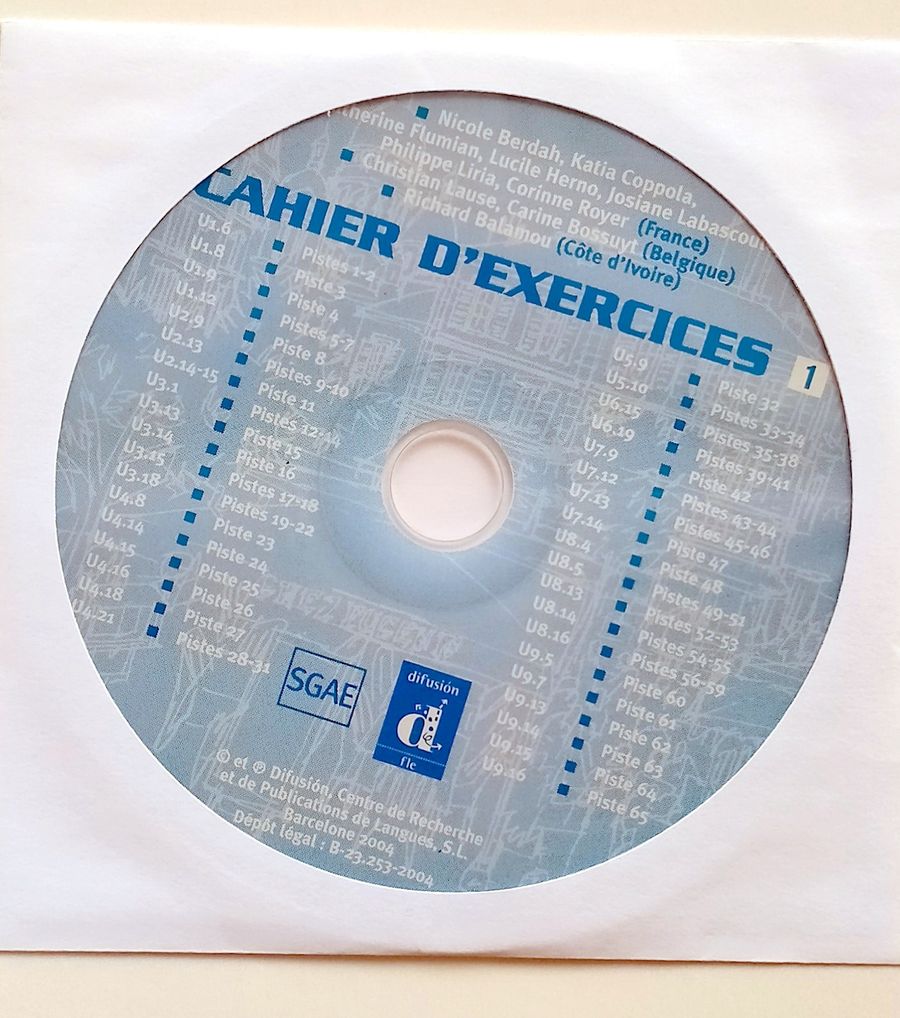 Nicole Berdah, Katia Coppola,
therine Flumian, Lucile Herno, Josiane Labascou
Philippe Liria, Corinne Royer (France)
Christian Lause, Carine Bossuyt (Belgique)
Richard Balamou (Côte d'Ivoire)
CAHIER D'EXERCICES 1
U1.6 Pistes 1-2
U1.8 Piste 3
U1.9 Piste 4
U1.12 Pistes 5-7
U2.9 Piste 8
U2.13 Pistes 9-10
U2.14-15 Piste 11
U3.1 Pistes 12-14
U3.13 Piste 15
U3.14 Piste 16
U3.15 Pistes 17-18
U3.18 Pistes 19-22
U4.8 Piste 23
U4.14 Piste 24
U4.15 Piste 25
U4.16 Piste 26
U4.18 Piste 27
U4.21 Pistes 28-31
U5.9 Piste 32
U5.10 Pistes 33-34
U6.15 Pistes 35-38
U6.19 Pistes 39-41
U7.9 Piste 42
U7.12 Pistes 43-44
U7.13 Pistes 45-46
U7.14 Piste 47
U8.4 Piste 48
U8.5 Pistes 49-51
U8.13 Pistes 52-53
U8.14 Pistes 54-55
U8.16 Pistes 56-59
U9.5 Piste 60
U9.7 Piste 61
U9.13 Piste 62
U9.14 Piste 63
U9.15 Piste 64
U9.16 Piste 65
SGAE
difusión
fle
© et ℗ Difusión, Centre de Recherche
et de Publications de Langues, S.L.
Barcelone 2004
Dépôt légal : B-23.253-2004